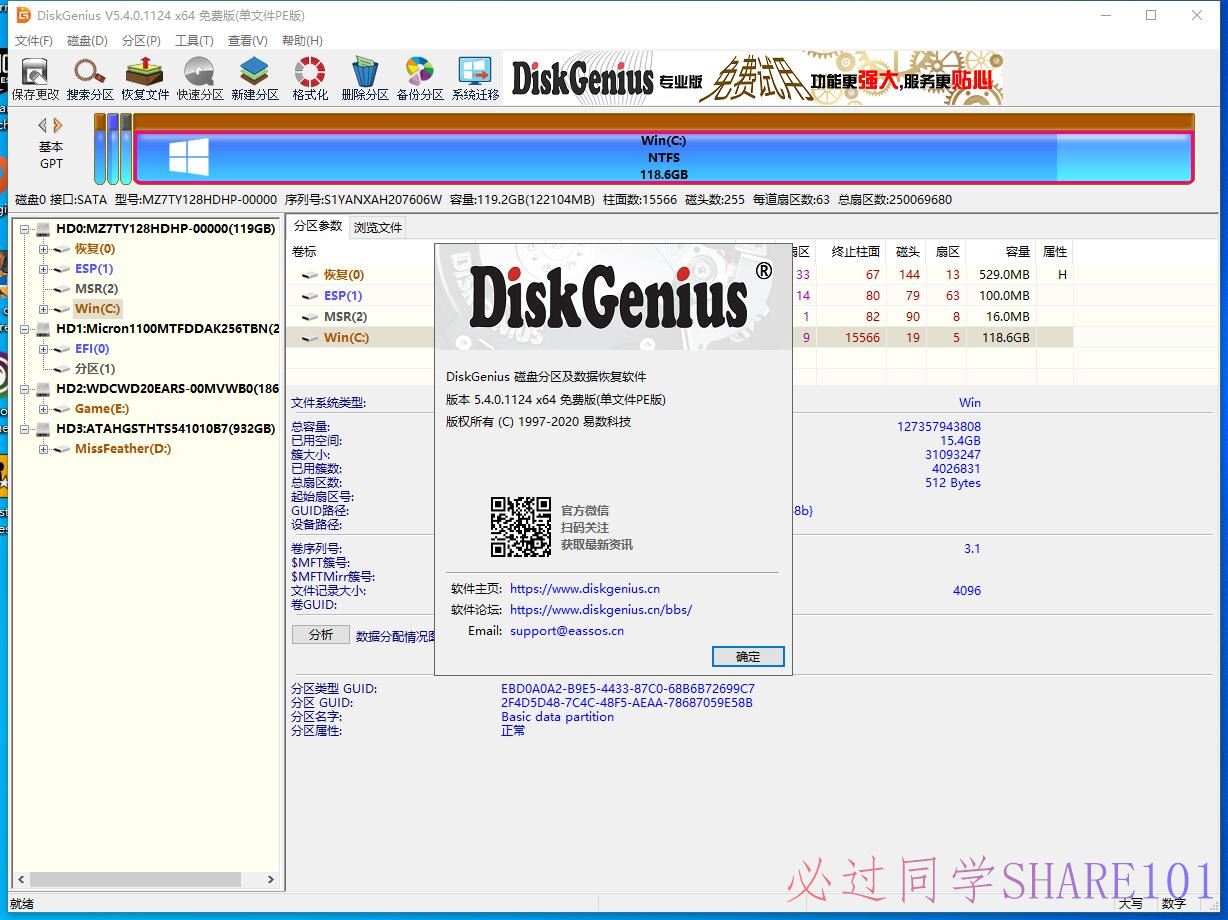 DiskGenius V5.4.0.1124 x64 免费版(单文件PE版)
文件(F) 磁盘(D) 分区(P) 工具(T) 查看(V) 帮助(H)
保存更改 搜索分区 恢复文件 快速分区 新建分区 格式化 删除分区 备份分区 系统迁移 DiskGenius 专业版 免费试用 功能更强大,服务更贴心
基本
GPT
Win(C:)
NTFS
118.6GB
磁盘0 接口:SATA 型号:MZ7TY128HDHP-00000 序列号:S1YANXAH207606W 容量:119.2GB(122104MB) 柱面数:15566 磁头数:255 每道扇区数:63 总扇区数:250069680
HD0:MZ7TY128HDHP-00000(119GB)
恢复(0)
ESP(1)
MSR(2)
Win(C:)
HD1:Micron1100MTFDDAK256TBN(2
EFI(0)
分区(1)
HD2:WDCWD20EARS-00MVWB0(186
Game(E:)
HD3:ATAHGSTHTS541010B7(932GB)
MissFeather(D:)
分区参数 浏览文件
卷标 扇区 终止柱面 磁头 扇区 容量 属性
恢复(0) 33 67 144 13 529.0MB H
ESP(1) 14 80 79 63 100.0MB
MSR(2) 1 82 90 8 16.0MB
Win(C:) 9 15566 19 5 118.6GB
文件系统类型: Win
总容量: 127357943808
已用空间: 15.4GB
簇大小: 31093247
已用簇数: 4026831
总扇区数: 512 Bytes
起始扇区号:
GUID路径: 8b}
设备路径:
卷序列号: 3.1
$MFT簇号:
$MFTMirr簇号:
文件记录大小: 4096
卷GUID:
分析 数据分配情况图
分区类型 GUID: EBD0A0A2-B9E5-4433-87C0-68B6B72699C7
分区 GUID: 2F4D5D48-7C4C-48F5-AEAA-78687059E58B
分区名字: Basic data partition
分区属性: 正常
DiskGenius®
DiskGenius 磁盘分区及数据恢复软件
版本 5.4.0.1124 x64 免费版(单文件PE版)
版权所有 (C) 1997-2020 易数科技
官方微信
扫码关注
获取最新资讯
软件主页: https://www.diskgenius.cn
软件论坛: https://www.diskgenius.cn/bbs/
Email: support@eassos.cn
确定
必过同学SHARE101
就绪 大写 数字